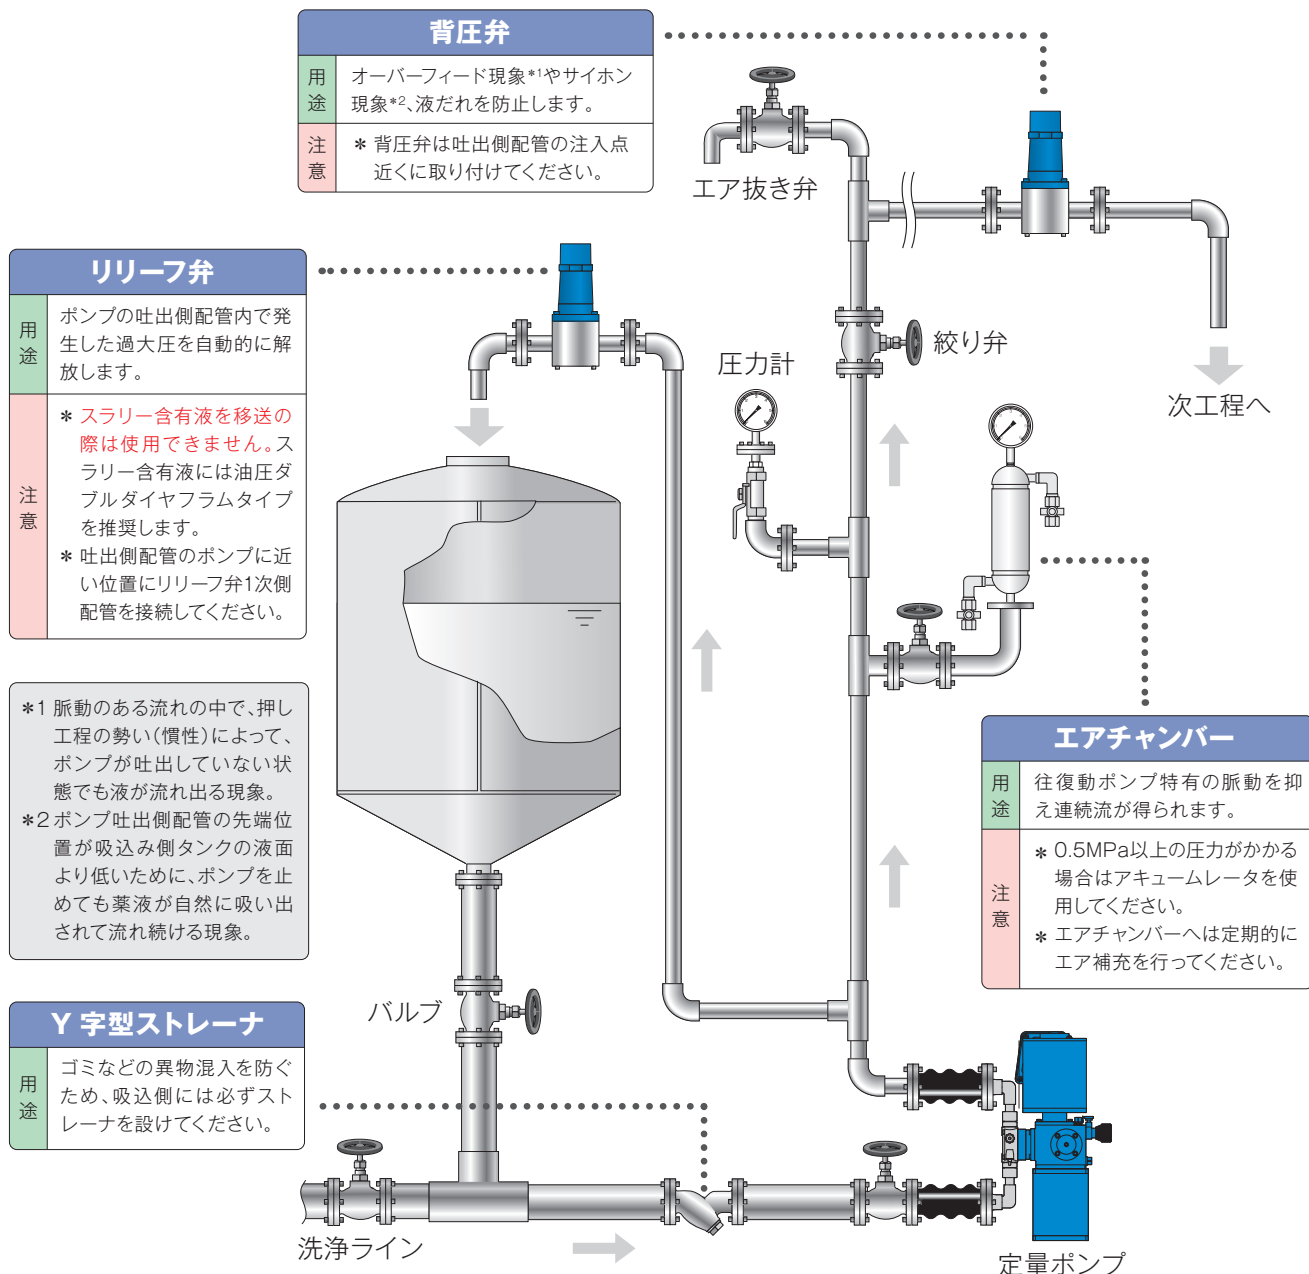 背圧弁
用途
オーバーフィード現象*1やサイホン
現象*2、液だれを防止します。
注意
* 背圧弁は吐出側配管の注入点
近くに取り付けてください。
エア抜き弁
リリーフ弁
用途
ポンプの吐出側配管内で発
生した過大圧を自動的に解
放します。
注意
* スラリー含有液を移送の
際は使用できません。ス
ラリー含有液には油圧ダ
ブルダイヤフラムタイプ
を推奨します。
* 吐出側配管のポンプに近
い位置にリリーフ弁1次側
配管を接続してください。
圧力計
絞り弁
次工程へ
*1 脈動のある流れの中で、押し
工程の勢い(慣性)によって、
ポンプが吐出していない状
態でも液が流れ出る現象。
*2 ポンプ吐出側配管の先端位
置が吸込み側タンクの液面
より低いために、ポンプを止
めても薬液が自然に吸い出
されて流れ続ける現象。
エアチャンバー
用途
往復動ポンプ特有の脈動を抑
え連続流が得られます。
注意
* 0.5MPa以上の圧力がかかる
場合はアキュームレータを使
用してください。
* エアチャンバーへは定期的に
エア補充を行ってください。
バルブ
Y 字型ストレーナ
用途
ゴミなどの異物混入を防ぐ
ため、吸込側には必ずスト
レーナを設けてください。
洗浄ライン
定量ポンプ